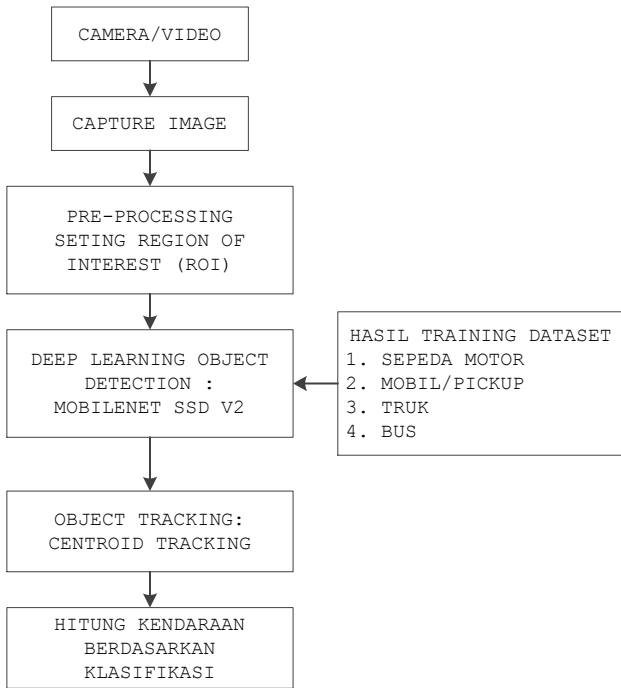 CAMERA/VIDEO
CAPTURE IMAGE
PRE-PROCESSING
SETING REGION OF
INTEREST (ROI)
DEEP LEARNING OBJECT
DETECTION :
MOBILENET SSD V2
HASIL TRAINING DATASET
1. SEPEDA MOTOR
2. MOBIL/PICKUP
3. TRUK
4. BUS
OBJECT TRACKING:
CENTROID TRACKING
HITUNG KENDARAAN
BERDASARKAN
KLASIFIKASI